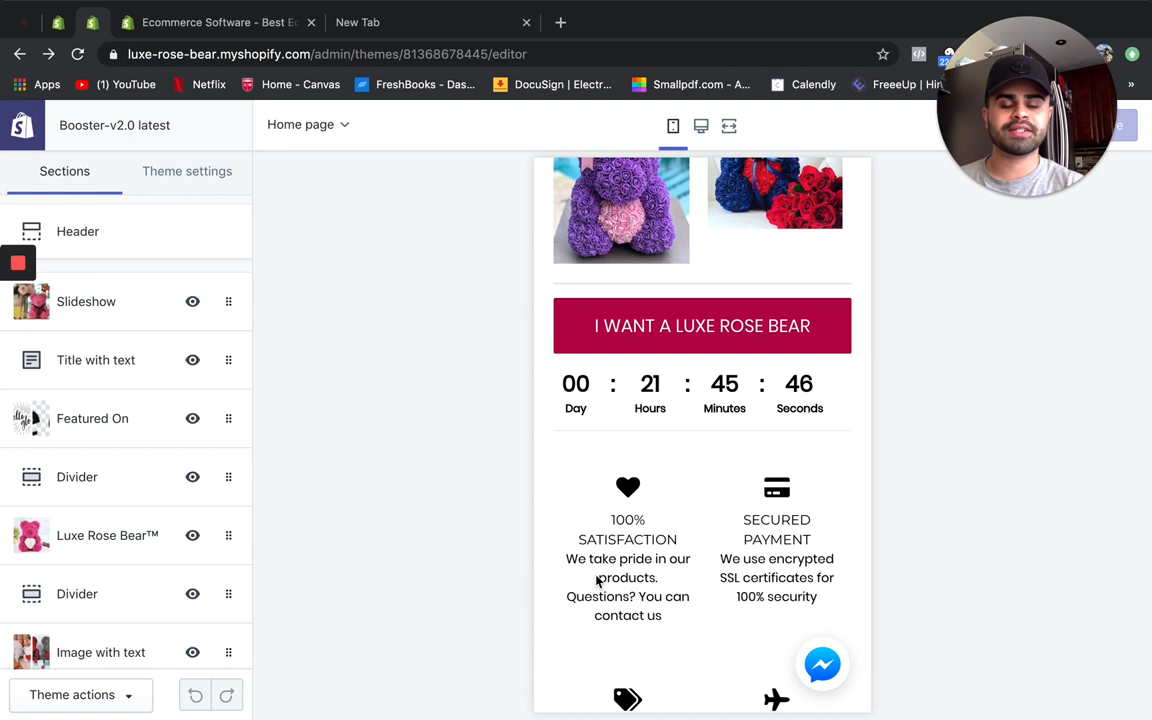 Ecommerce Software - Best Ec
New Tab
luxe-rose-bear.myshopify.com/admin/themes/81368678445/editor
Apps
(1) YouTube
Netflix
Home - Canvas
FreshBooks - Das...
DocuSign | Electr...
Smallpdf.com - A...
Calendly
FreeeUp | Hir
»
Booster-v2.0 latest
Home page
Sections
Theme settings
Header
Slideshow
Title with text
Featured On
Divider
Luxe Rose Bear™
Divider
Image with text
Theme actions
I WANT A LUXE ROSE BEAR
00 : 21 : 45 : 46
Day Hours Minutes Seconds
100%
SATISFACTION
We take pride in our
products.
Questions? You can
contact us
SECURED
PAYMENT
We use encrypted
SSL certificates for
100% security